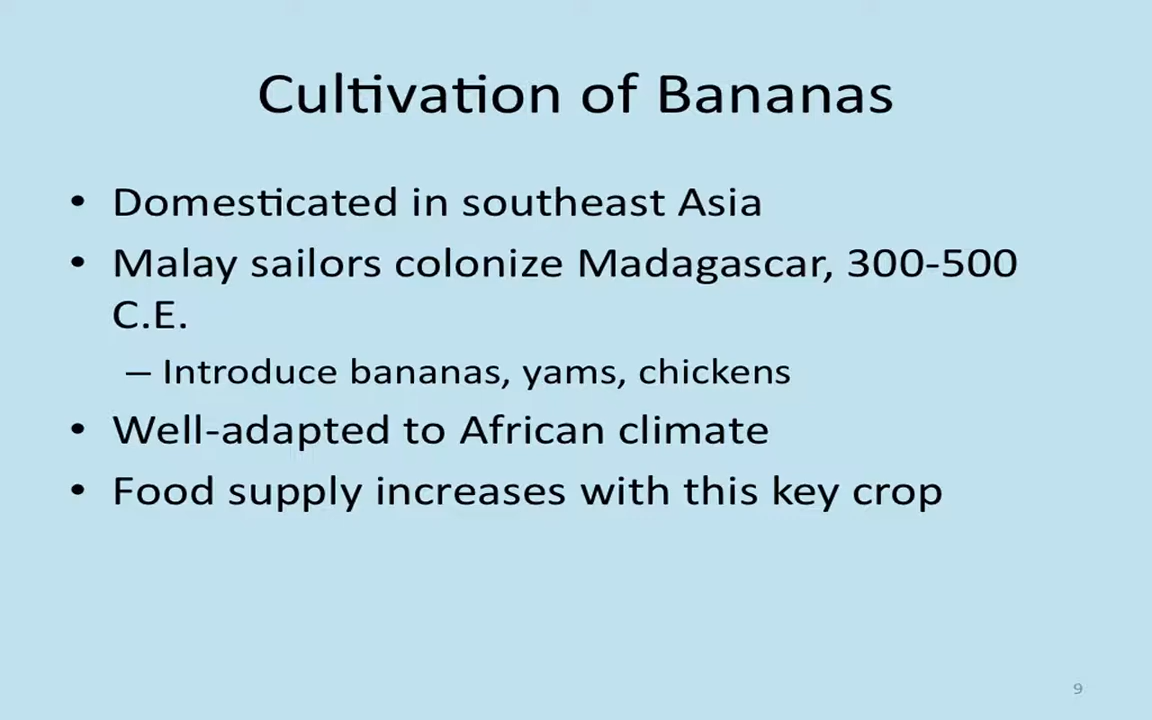 Cultivation of Bananas
• Domesticated in southeast Asia
• Malay sailors colonize Madagascar, 300-500
C.E.
– Introduce bananas, yams, chickens
• Well-adapted to African climate
• Food supply increases with this key crop
9